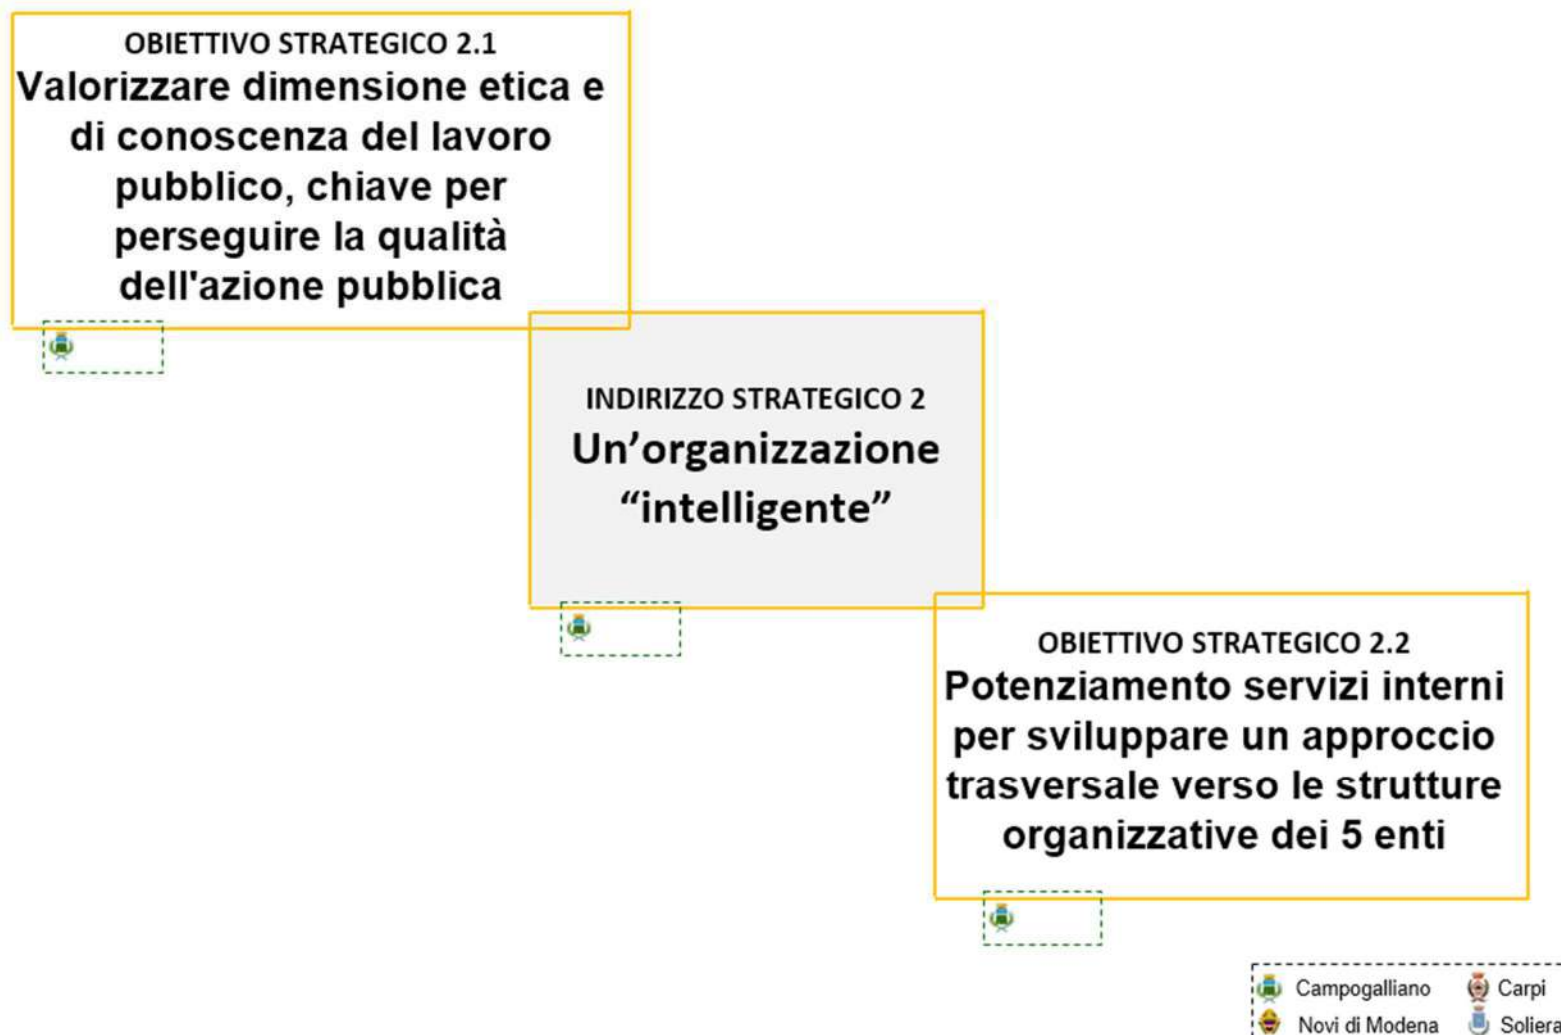 OBIETTIVO STRATEGICO 2.1
Valorizzare dimensione etica e
di conoscenza del lavoro
pubblico, chiave per
perseguire la qualità
dell'azione pubblica
INDIRIZZO STRATEGICO 2
Un’organizzazione
“intelligente”
OBIETTIVO STRATEGICO 2.2
Potenziamento servizi interni
per sviluppare un approccio
trasversale verso le strutture
organizzative dei 5 enti
Campogalliano Carpi
Novi di Modena Soliera